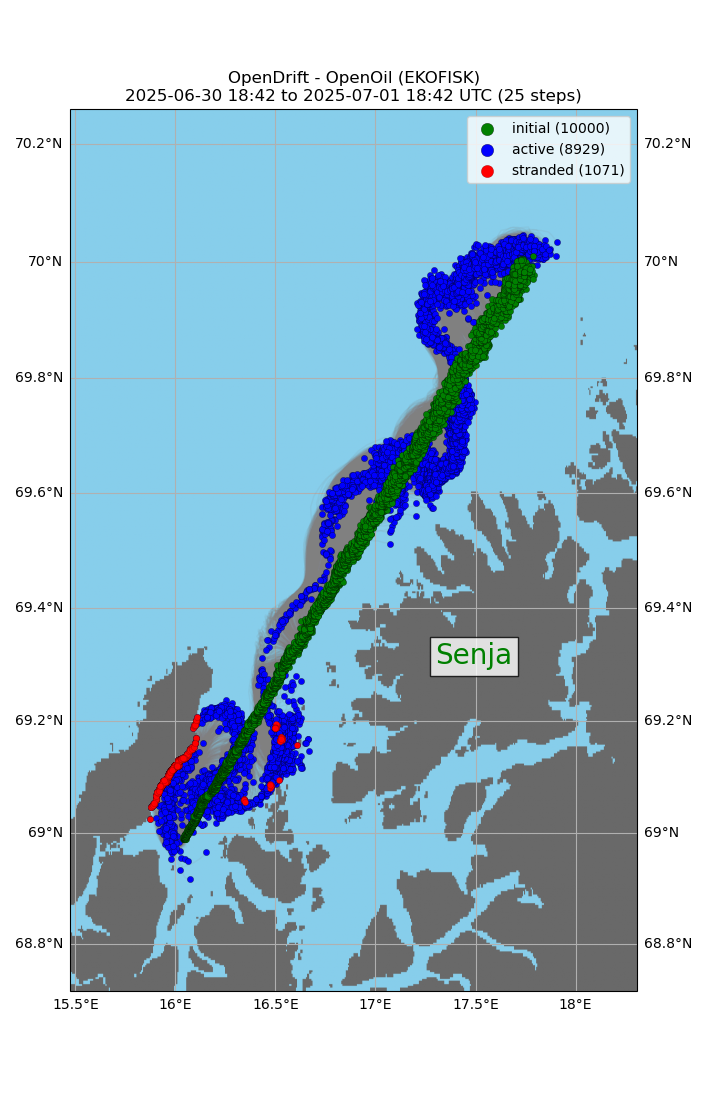 OpenDrift - OpenOil (EKOFISK)
2025-06-30 18:42 to 2025-07-01 18:42 UTC (25 steps)
initial (10000)
active (8929)
stranded (1071)
70.2°N
70.2°N
70°N
70°N
69.8°N
69.8°N
69.6°N
69.6°N
69.4°N
69.4°N
Senja
69.2°N
69.2°N
69°N
69°N
68.8°N
68.8°N
15.5°E
16°E
16.5°E
17°E
17.5°E
18°E